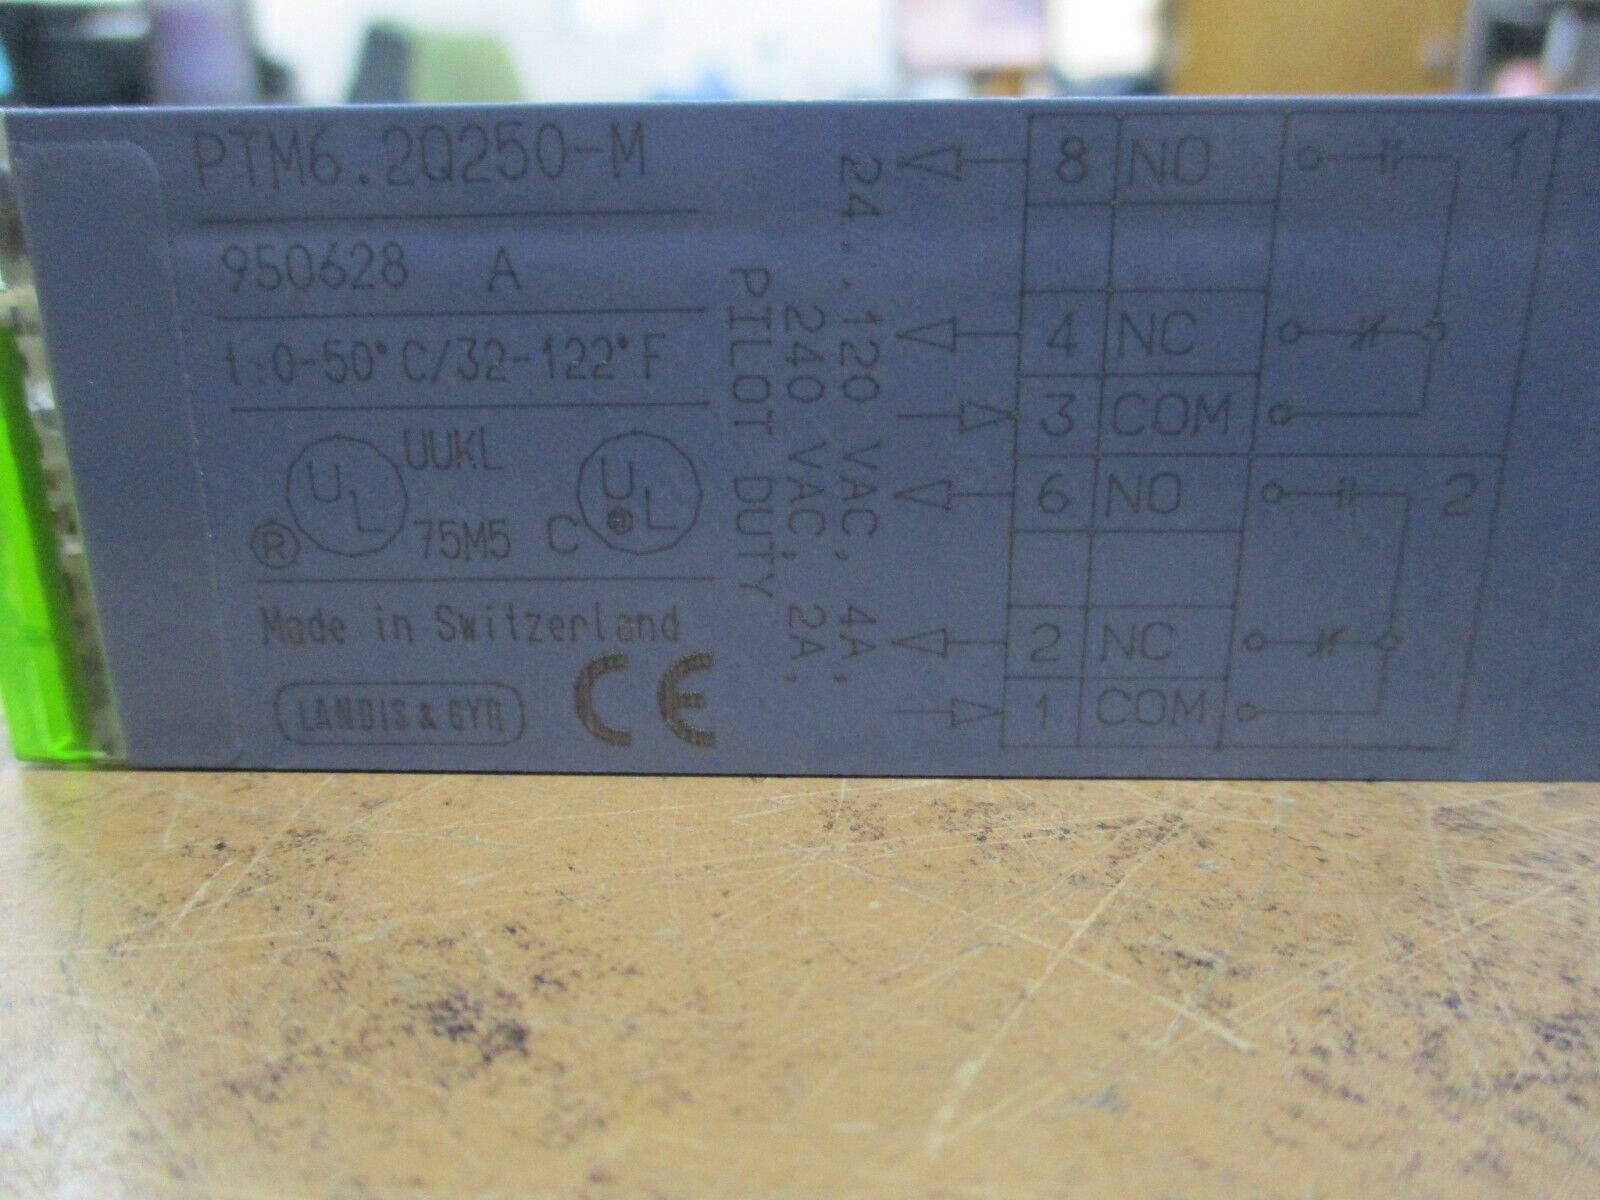 PTM6.2Q250-M
950628 A
1:0-50°C/32-122°F
UL UUKL
® 75M5 C UL ®
Made in Switzerland
LANDIS & GYR CE
24..120 VAC, 4A,
240 VAC, 2A,
PILOT DUTY
8 NO 1
4 NC
3 COM
6 NO 2
2 NC
1 COM